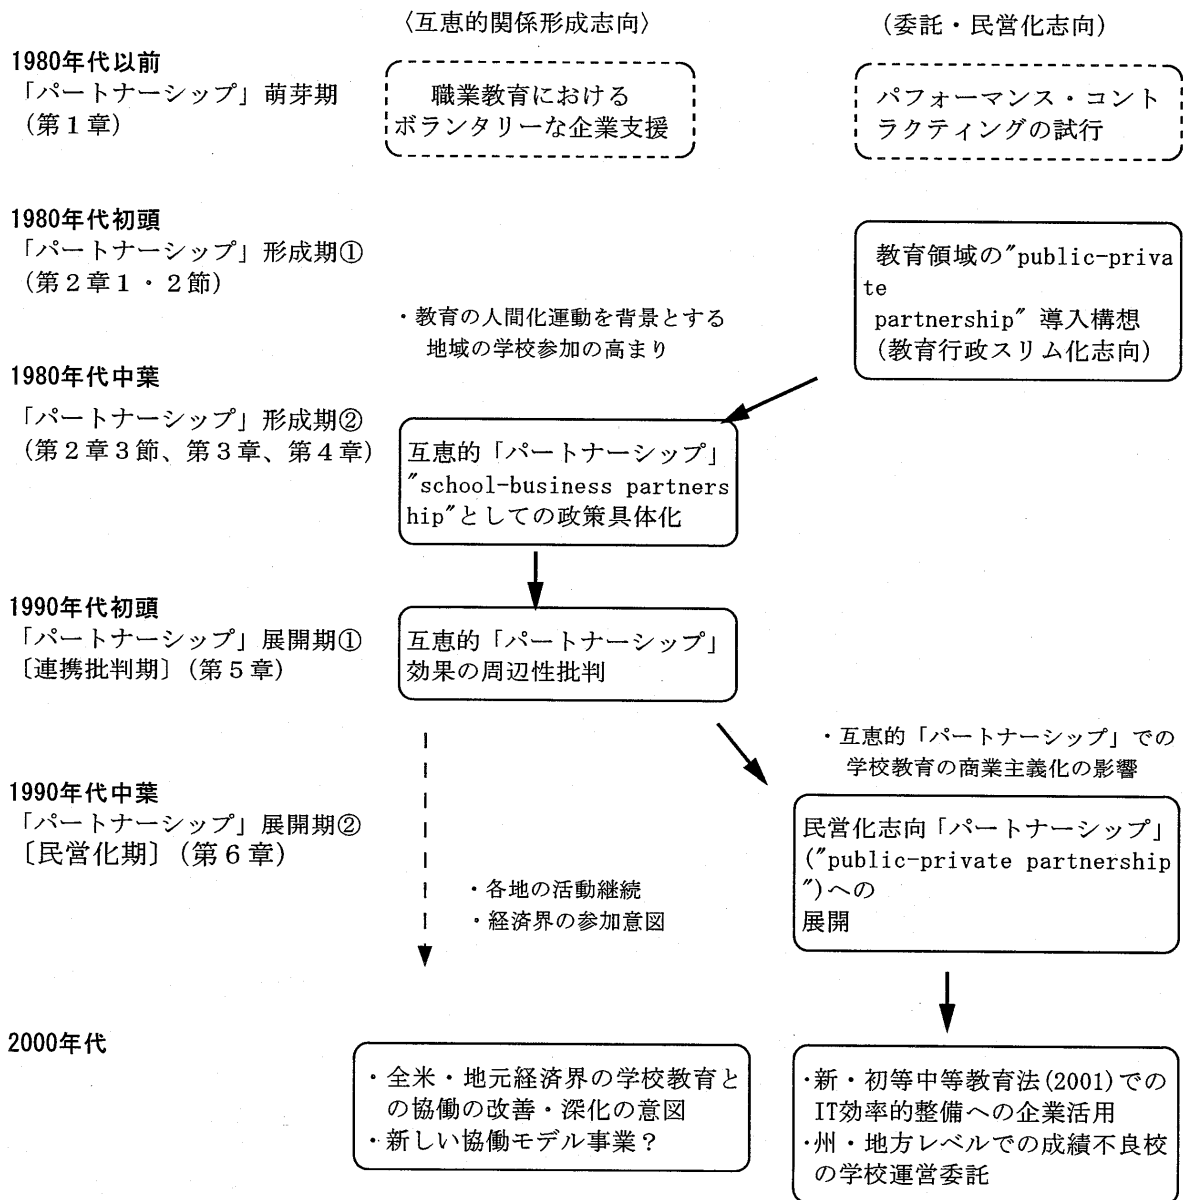 〈互恵的関係形成志向〉
(委託・民営化志向)
1980年代以前
「パートナーシップ」萌芽期
(第1章)
職業教育における
ボランタリーな企業支援
パフォーマンス・コント
ラクティングの試行
1980年代初頭
「パートナーシップ」形成期①
(第2章1・2節)
教育領域の"public-priva
te
partnership" 導入構想
(教育行政スリム化志向)
・教育の人間化運動を背景とする
地域の学校参加の高まり
1980年代中葉
「パートナーシップ」形成期②
(第2章3節、第3章、第4章)
互恵的「パートナーシップ」
"school-business partners
hip"としての政策具体化
1990年代初頭
「パートナーシップ」展開期①
〔連携批判期〕(第5章)
互恵的「パートナーシップ」
効果の周辺性批判
・互恵的「パートナーシップ」での
学校教育の商業主義化の影響
1990年代中葉
「パートナーシップ」展開期②
〔民営化期〕(第6章)
・各地の活動継続
・経済界の参加意図
民営化志向「パートナーシップ」
("public-private partnership
")への
展開
2000年代
・全米・地元経済界の学校教育と
の協働の改善・深化の意図
・新しい協働モデル事業?
・新・初等中等教育法(2001)での
IT効率的整備への企業活用
・州・地方レベルでの成績不良校
の学校運営委託